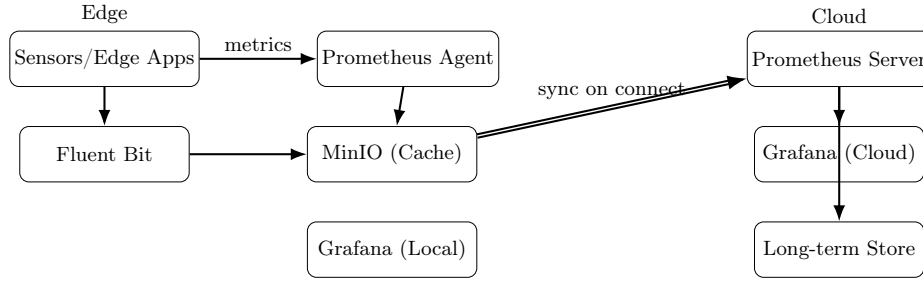 Edge
Cloud
Sensors/Edge Apps
metrics
Prometheus Agent
Prometheus Server
sync on connect
Fluent Bit
MinIO (Cache)
Grafana (Cloud)
Grafana (Local)
Long-term Store